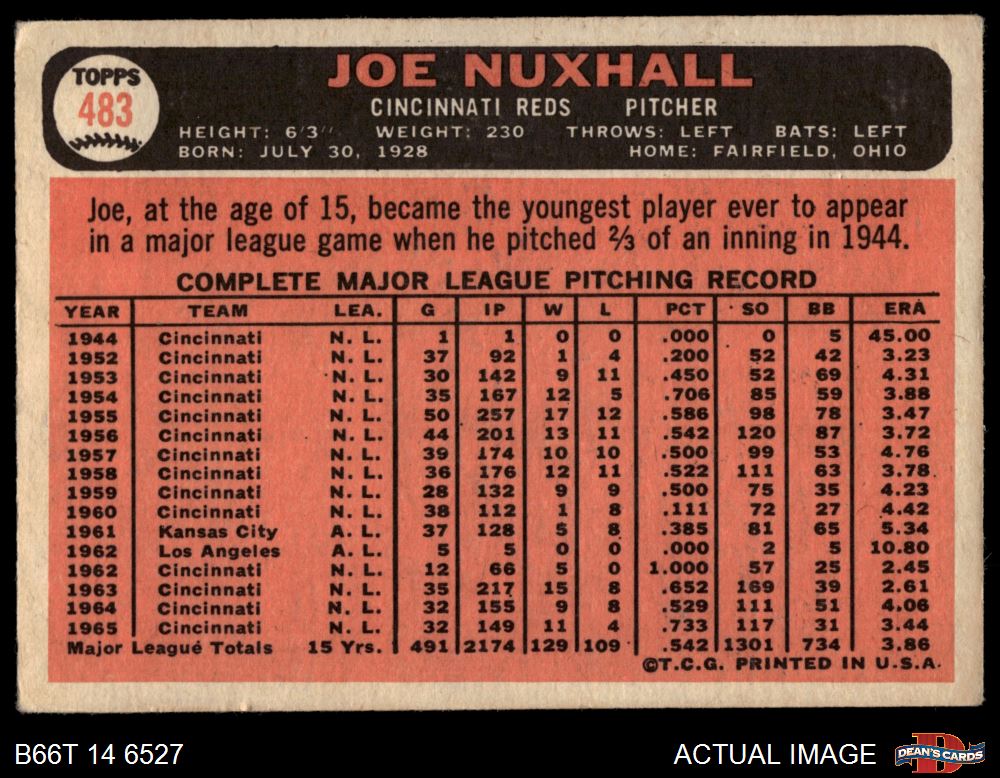 TOPPS
483
JOE NUXHALL
CINCINNATI REDS PITCHER
HEIGHT: 6'3" WEIGHT: 230 THROWS: LEFT BATS: LEFT
BORN: JULY 30, 1928 HOME: FAIRFIELD, OHIO
Joe, at the age of 15, became the youngest player ever to appear
in a major league game when he pitched ⅔ of an inning in 1944.
COMPLETE MAJOR LEAGUE PITCHING RECORD
YEAR TEAM LEA. G IP W L PCT SO BB ERA
1944 Cincinnati N. L. 1 1 0 0 .000 0 5 45.00
1952 Cincinnati N. L. 37 92 1 4 .200 52 42 3.23
1953 Cincinnati N. L. 30 142 9 11 .450 52 69 4.31
1954 Cincinnati N. L. 35 167 12 5 .706 85 59 3.88
1955 Cincinnati N. L. 50 257 17 12 .586 98 78 3.47
1956 Cincinnati N. L. 44 201 13 11 .542 120 87 3.72
1957 Cincinnati N. L. 39 174 10 10 .500 99 53 4.76
1958 Cincinnati N. L. 36 176 12 11 .522 111 63 3.78
1959 Cincinnati N. L. 28 132 9 9 .500 75 35 4.23
1960 Cincinnati N. L. 38 112 1 8 .111 72 27 4.42
1961 Kansas City A. L. 37 128 5 8 .385 81 65 5.34
1962 Los Angeles A. L. 5 5 0 0 .000 2 5 10.80
1962 Cincinnati N. L. 12 66 5 0 1.000 57 25 2.45
1963 Cincinnati N. L. 35 217 15 8 .652 169 39 2.61
1964 Cincinnati N. L. 32 155 9 8 .529 111 51 4.06
1965 Cincinnati N. L. 32 149 11 4 .733 117 31 3.44
Major League Totals 15 Yrs. 491 2174 129 109 .542 1301 734 3.86
©T.C.G. PRINTED IN U.S.A.
B66T 14 6527
ACTUAL IMAGE
DEAN'S CARDS